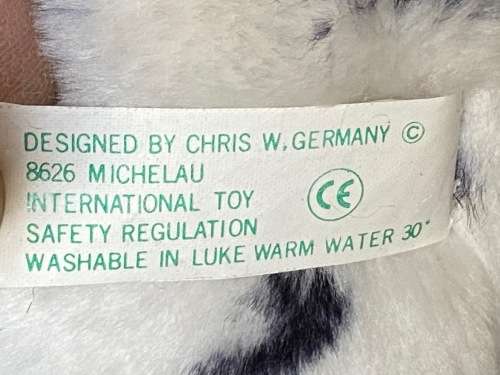 DESIGNED BY CHRIS W. GERMANY ©
8626 MICHELAU
INTERNATIONAL TOY
SAFETY REGULATION
CE
WASHABLE IN LUKE WARM WATER 30°